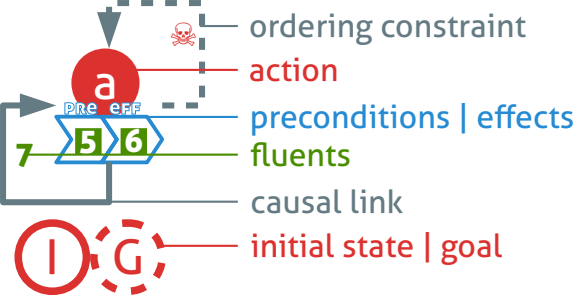 ordering constraint
a
action
PRE EFF
preconditions | effects
5 6
7
fluents
causal link
I G
initial state | goal